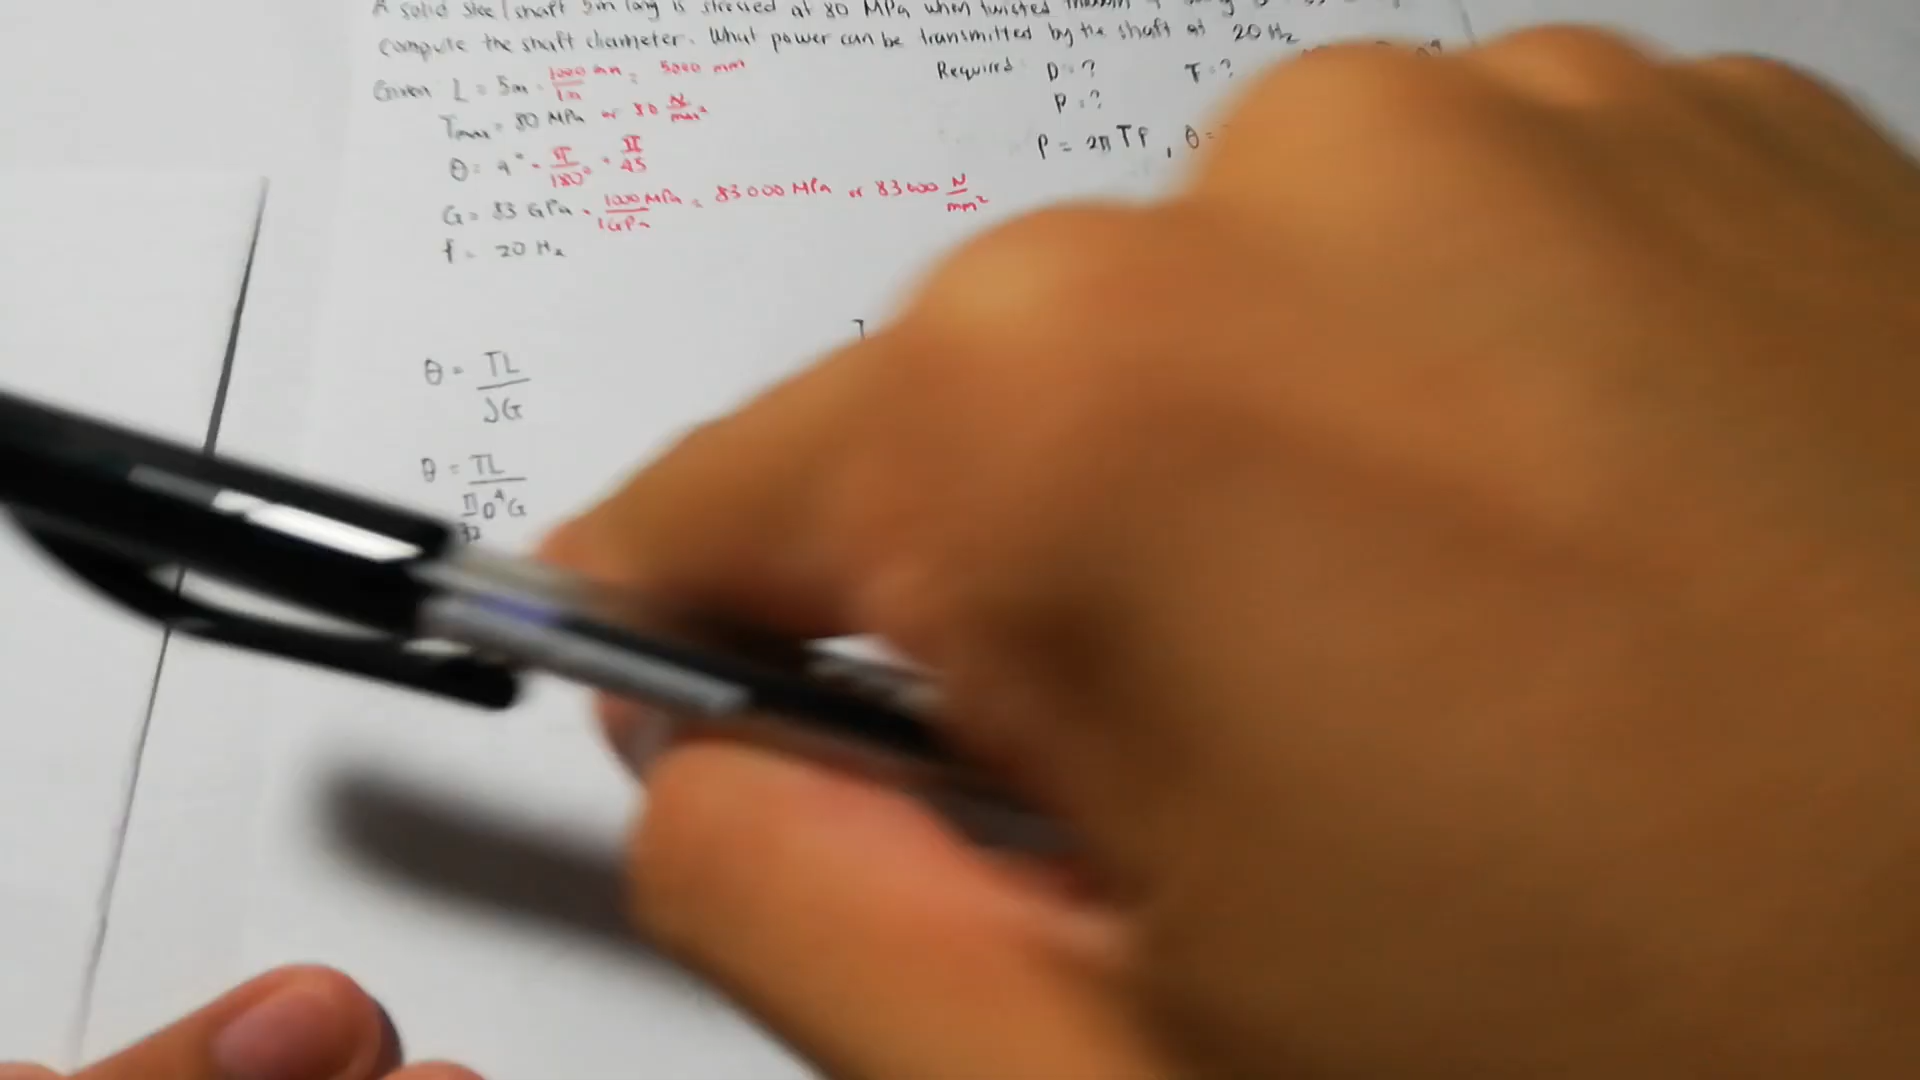 A solid steel shaft 5m long is stressed at 80 MPa when twisted
compute the shaft diameter. What power can be transmitted by the shaft at 20 Hz
Given L = 5m · 1000 mm / 1m = 5000 mm
Tmax = 80 MPa or 80 N/mm²
θ = 4° · π/180° = π/45
G = 83 GPa · 1000 MPa / 1 GPa = 83 000 MPa or 83 000 N/mm²
f = 20 Hz
Required D = ? T = ?
P = ?
P = 2π T f , θ =
θ = TL / JG
θ = TL / π/32 D⁴ G